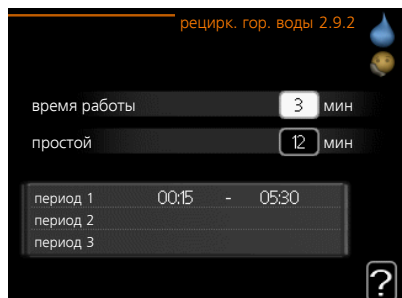 рецирк. гор. воды 2.9.2
время работы 3 мин
простой 12 мин
период 1 00:15 - 05:30
период 2
период 3
?